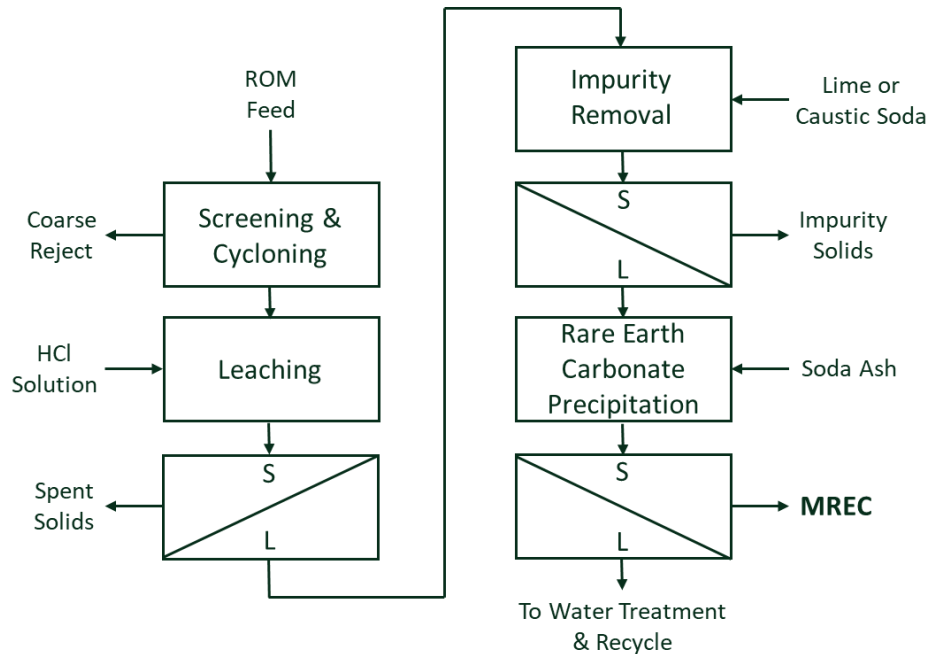 ROM
Feed
Screening &
Cycloning
Coarse
Reject
Leaching
HCl
Solution
S
L
Spent
Solids
Impurity
Removal
Lime or
Caustic Soda
S
L
Impurity
Solids
Rare Earth
Carbonate
Precipitation
Soda Ash
S
L
MREC
To Water Treatment
& Recycle